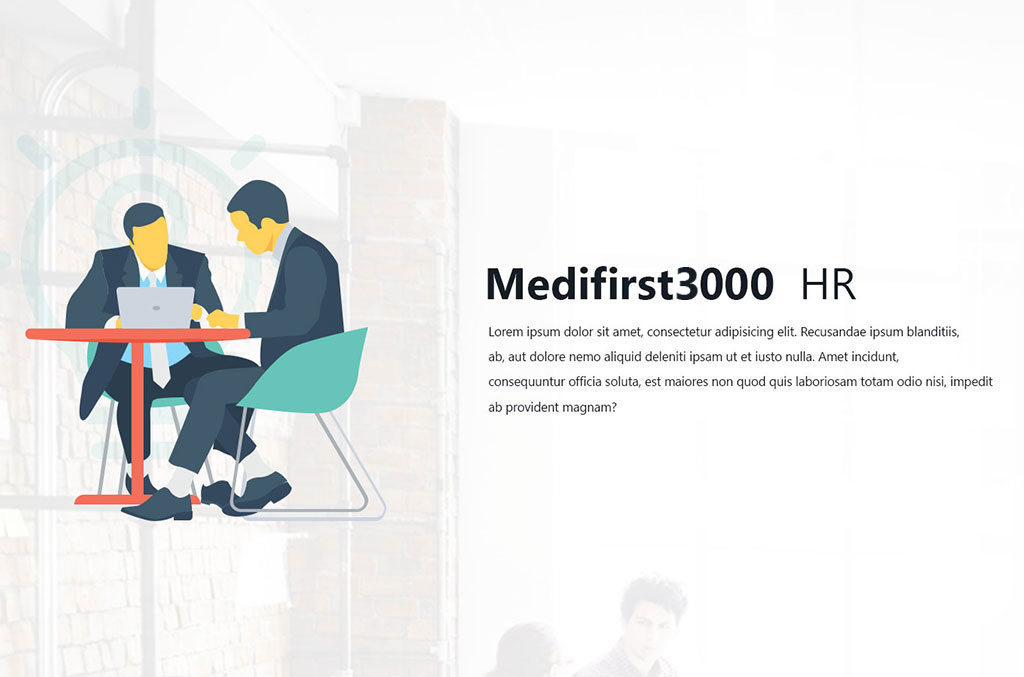 Medifirst3000 HR
Lorem ipsum dolor sit amet, consectetur adipisicing elit. Recusandae ipsum blanditiis,
ab, aut dolore nemo aliquid deleniti ipsam ut et iusto nulla. Amet incidunt,
consequuntur officia soluta, est maiores non quod quis laboriosam totam odio nisi, impedit
ab provident magnam?